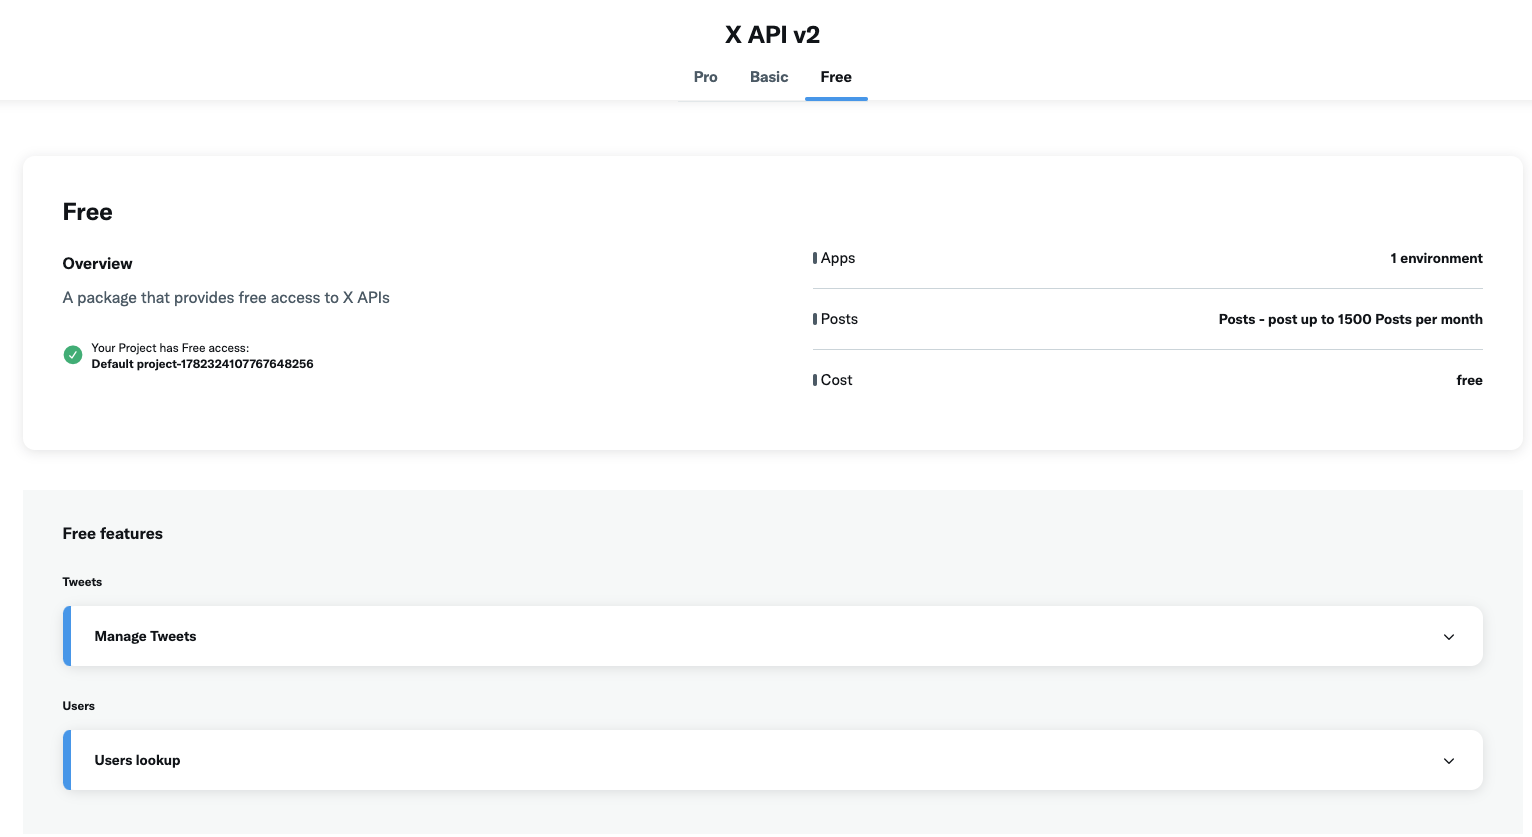 X API v2
Pro Basic Free
Free
Overview
A package that provides free access to X APIs
Your Project has Free access:
Default project-1782324107767648256
Apps 1 environment
Posts Posts - post up to 1500 Posts per month
Cost free
Free features
Tweets
Manage Tweets
Users
Users lookup